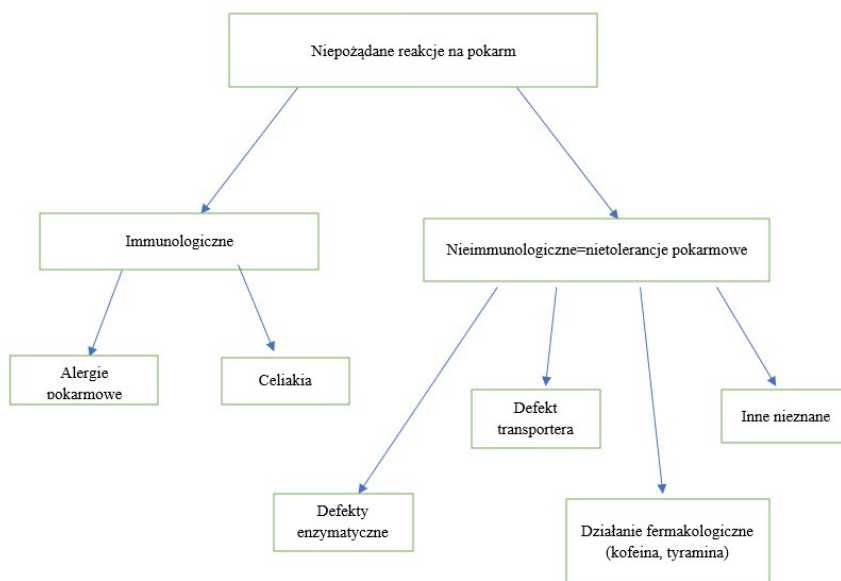 Niepożądane reakcje na pokarm
Immunologiczne
Nieimmunologiczne=nietolerancje pokarmowe
Alergie
pokarmowe
Celiakia
Defekt
transportera
Inne nieznane
Defekty
enzymatyczne
Działanie fermakologiczne
(kofeina, tyramina)